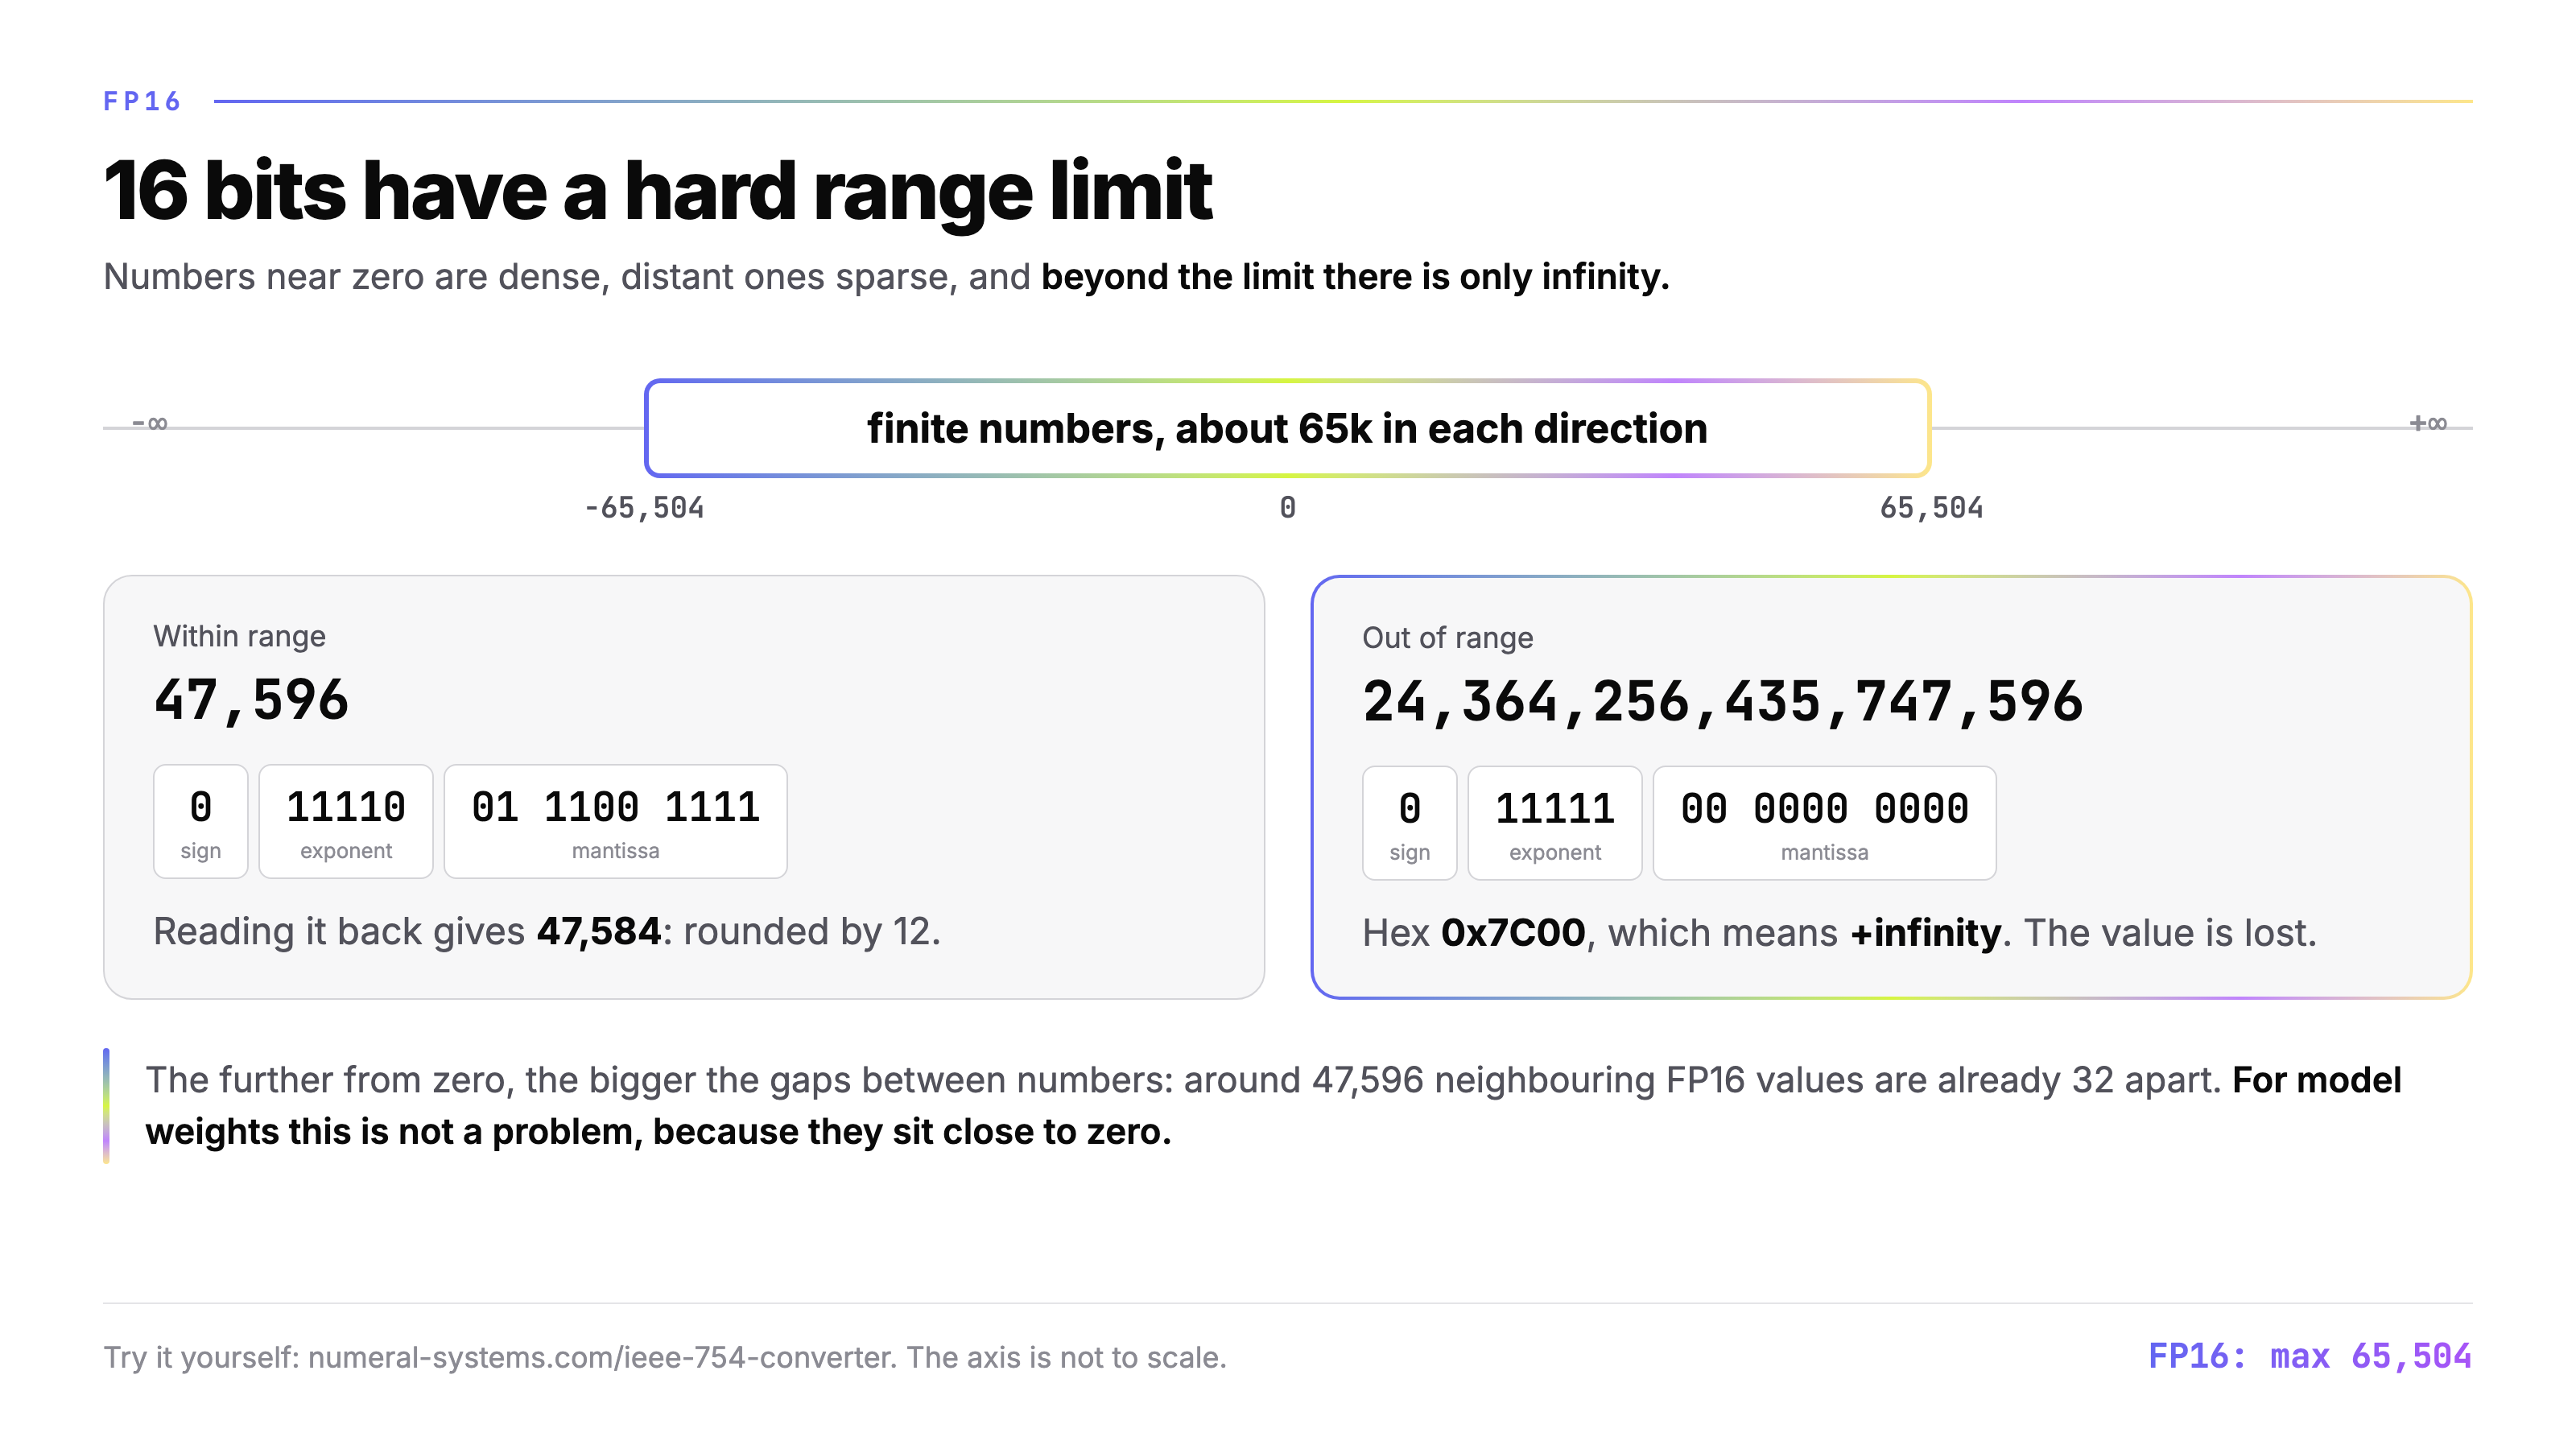 FP16
16 bits have a hard range limit
Numbers near zero are dense, distant ones sparse, and beyond the limit there is only infinity.
-∞
finite numbers, about 65k in each direction
+∞
-65,504
0
65,504
Within range
47,596
0
sign
11110
exponent
01 1100 1111
mantissa
Reading it back gives 47,584: rounded by 12.
Out of range
24,364,256,435,747,596
0
sign
11111
exponent
00 0000 0000
mantissa
Hex 0x7C00, which means +infinity. The value is lost.
The further from zero, the bigger the gaps between numbers: around 47,596 neighbouring FP16 values are already 32 apart. For model
weights this is not a problem, because they sit close to zero.
Try it yourself: numeral-systems.com/ieee-754-converter. The axis is not to scale.
FP16: max 65,504